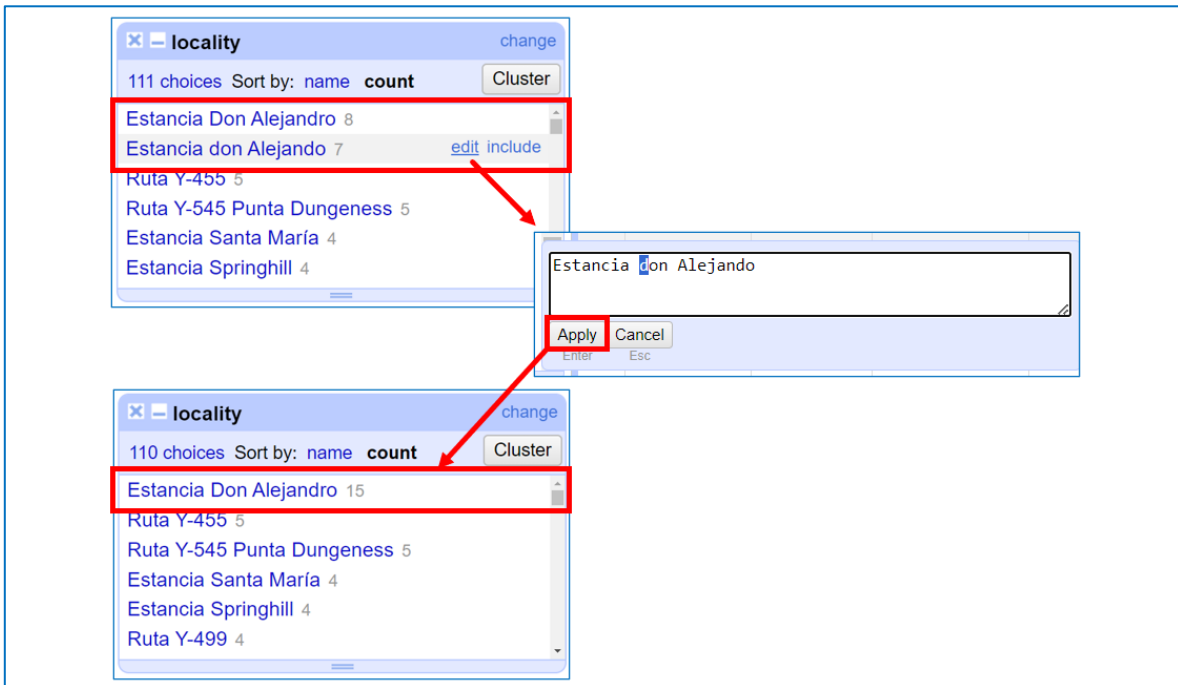 locality change
111 choices Sort by: name count Cluster
Estancia Don Alejandro 8
Estancia don Alejando 7 edit include
Ruta Y-455 5
Ruta Y-545 Punta Dungeness 5
Estancia Santa María 4
Estancia Springhill 4
Estancia don Alejando
Apply Cancel
Enter Esc
locality change
110 choices Sort by: name count Cluster
Estancia Don Alejandro 15
Ruta Y-455 5
Ruta Y-545 Punta Dungeness 5
Estancia Santa María 4
Estancia Springhill 4
Ruta Y-499 4